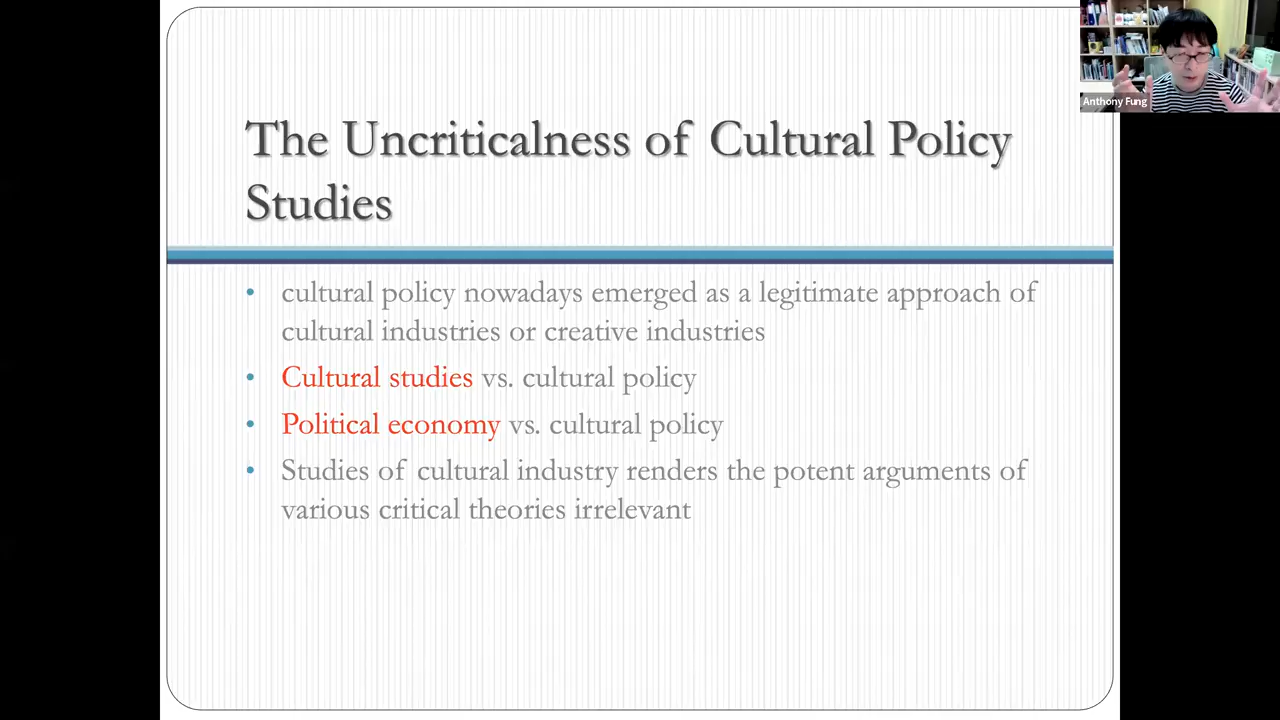 The Uncriticalness of Cultural Policy
Studies
• cultural policy nowadays emerged as a legitimate approach of
cultural industries or creative industries
• Cultural studies vs. cultural policy
• Political economy vs. cultural policy
• Studies of cultural industry renders the potent arguments of
various critical theories irrelevant
Anthony Fung